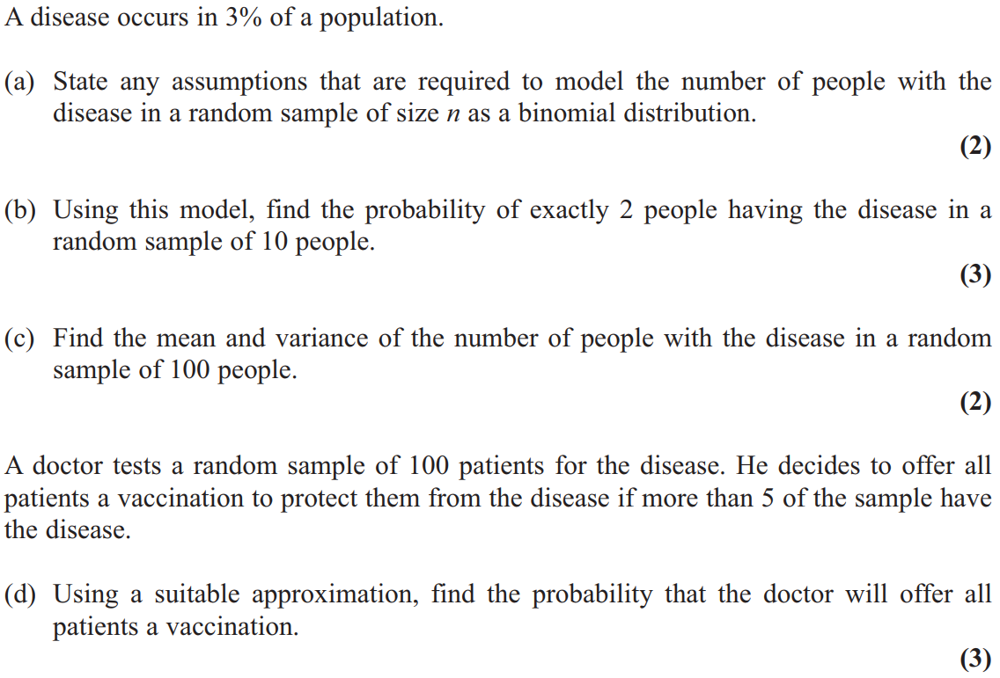 A disease occurs in 3% of a population.
(a) State any assumptions that are required to model the number of people with the
disease in a random sample of size n as a binomial distribution.
(2)
(b) Using this model, find the probability of exactly 2 people having the disease in a
random sample of 10 people.
(3)
(c) Find the mean and variance of the number of people with the disease in a random
sample of 100 people.
(2)
A doctor tests a random sample of 100 patients for the disease. He decides to offer all
patients a vaccination to protect them from the disease if more than 5 of the sample have
the disease.
(d) Using a suitable approximation, find the probability that the doctor will offer all
patients a vaccination.
(3)